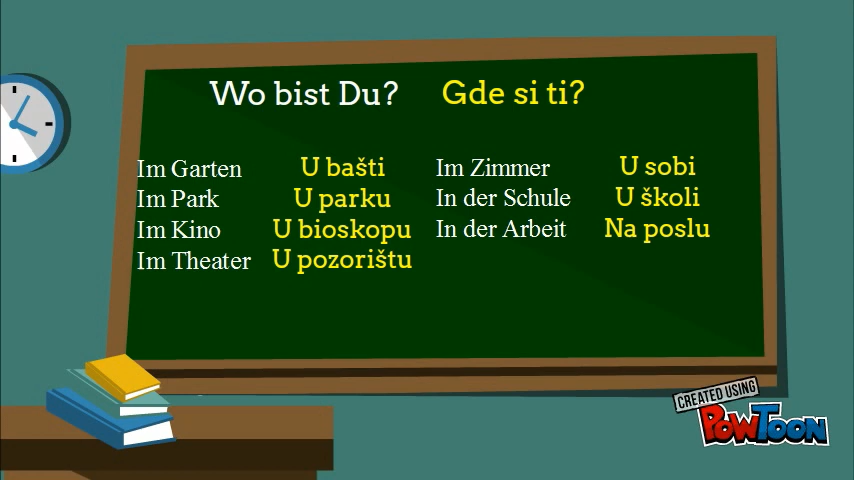 Wo bist Du? Gde si ti?
Im Garten U bašti Im Zimmer U sobi
Im Park U parku In der Schule U školi
Im Kino U bioskopu In der Arbeit Na poslu
Im Theater U pozorištu
CREATED USING
POWTOON